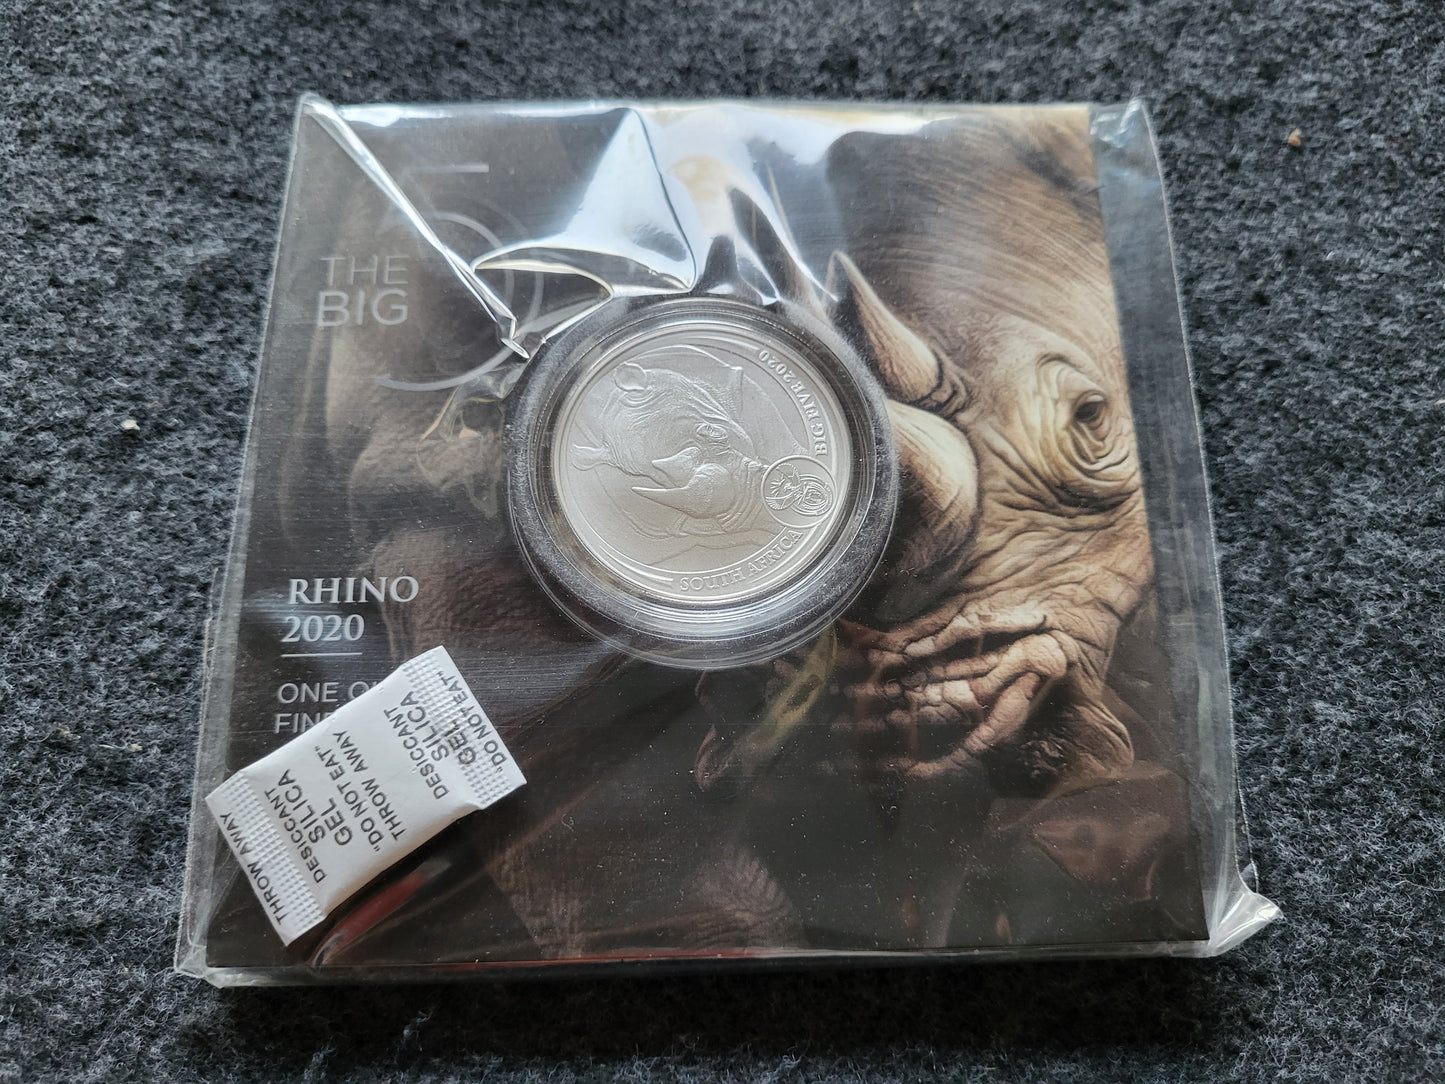 THE
BIG
5
BIG FIVE 2020
SOUTH AFRICA
RHINO
2020
ONE
THROW AWAY
DESICCANT
SILICA
GEL
"DO NOT EAT"
THROW AWAY
DESICCANT
SILICA
GEL
"DO NOT EAT"